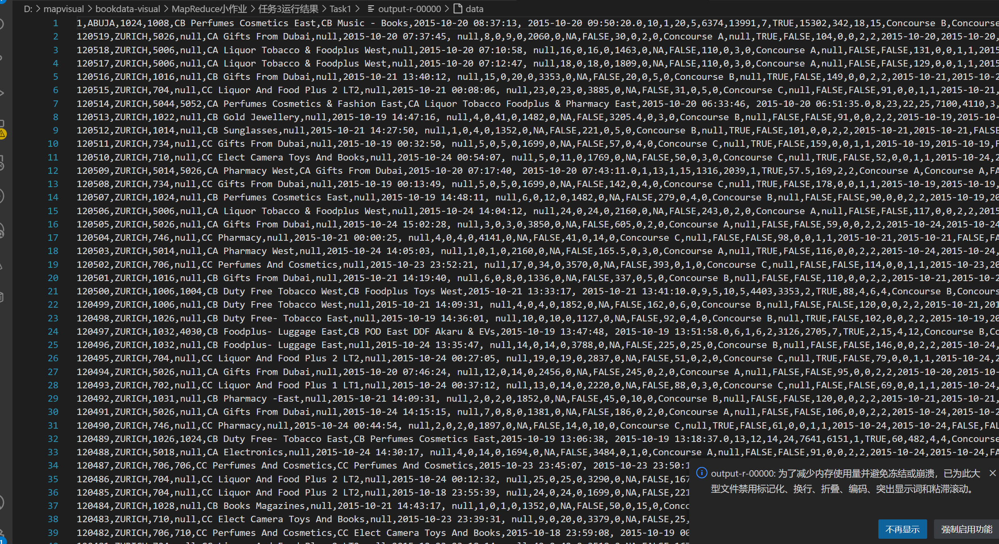 D: > mapvisual > bookdata-visual > MapReduce小作业 > 任务3运行结果 > Task1 > output-r-00000 > data
1 1,ABUJA,1024,1008,CB Perfumes Cosmetics East,CB Music - Books,2015-10-20 08:37:13, 2015-10-20 09:50:20.0,10,1,20,5,6374,13991,7,TRUE,15302,342,18,15,Concourse B,Concourse
2 120519,ZURICH,5026,null,CA Gifts From Dubai,null,2015-10-20 07:37:45, null,8,0,9,0,2060,0,NA,FALSE,30,0,2,0,Concourse A,null,TRUE,FALSE,104,0,0,2,2,2015-10-20,2015-10-20,
3 120518,ZURICH,5006,null,CA Liquor Tobacco & Foodplus West,null,2015-10-20 07:10:58, null,16,0,16,0,1463,0,NA,FALSE,110,0,3,0,Concourse A,null,FALSE,FALSE,131,0,0,1,1,2015
4 120517,ZURICH,5006,null,CA Liquor Tobacco & Foodplus West,null,2015-10-20 07:12:47, null,18,0,18,0,1809,0,NA,FALSE,110,0,3,0,Concourse A,null,FALSE,FALSE,129,0,0,1,1,2015
5 120516,ZURICH,1016,null,CB Gifts From Dubai,null,2015-10-21 13:40:12, null,15,0,20,0,3353,0,NA,FALSE,20,0,5,0,Concourse B,null,TRUE,FALSE,149,0,0,2,2,2015-10-21,2015-10-2
6 120515,ZURICH,704,null,CC Liquor And Food Plus 2 LT2,null,2015-10-21 00:08:06, null,23,0,23,0,3885,0,NA,FALSE,31,0,5,0,Concourse C,null,FALSE,FALSE,91,0,0,1,1,2015-10-21,
7 120514,ZURICH,5044,5052,CA Perfumes Cosmetics & Fashion East,CA Liquor Tobacco Foodplus & Pharmacy East,2015-10-20 06:33:46, 2015-10-20 06:51:35.0,8,23,22,25,7100,4110,3,
8 120513,ZURICH,1022,null,CB Gold Jewellery,null,2015-10-19 14:47:16, null,4,0,41,0,1482,0,NA,FALSE,3205.4,0,3,0,Concourse B,null,FALSE,FALSE,91,0,0,2,2,2015-10-19,2015-10-
9 120512,ZURICH,1014,null,CB Sunglasses,null,2015-10-21 14:27:50, null,1,0,4,0,1352,0,NA,FALSE,221,0,5,0,Concourse B,null,TRUE,FALSE,101,0,0,2,2,2015-10-21,2015-10-21,FALSE
10 120511,ZURICH,734,null,CC Gifts From Dubai,null,2015-10-19 00:32:50, null,5,0,5,0,1699,0,NA,FALSE,57,0,4,0,Concourse C,null,TRUE,FALSE,159,0,0,1,1,2015-10-19,2015-10-19,F
11 120510,ZURICH,710,null,CC Elect Camera Toys And Books,null,2015-10-24 00:54:07, null,5,0,11,0,1769,0,NA,FALSE,50,0,3,0,Concourse C,null,TRUE,FALSE,52,0,0,1,1,2015-10-24,2
12 120509,ZURICH,5014,5026,CA Pharmacy West,CA Gifts From Dubai,2015-10-20 07:17:40, 2015-10-20 07:43:11.0,1,13,1,15,1316,2039,1,TRUE,57.5,169,2,2,Concourse A,Concourse A,FA
13 120508,ZURICH,734,null,CC Gifts From Dubai,null,2015-10-19 00:13:49, null,5,0,5,0,1699,0,NA,FALSE,142,0,4,0,Concourse C,null,TRUE,FALSE,178,0,0,1,1,2015-10-19,2015-10-19,
14 120507,ZURICH,1024,null,CB Perfumes Cosmetics East,null,2015-10-19 14:48:11, null,6,0,12,0,1482,0,NA,FALSE,279,0,4,0,Concourse B,null,FALSE,FALSE,90,0,0,2,2,2015-10-19,20
15 120506,ZURICH,5006,null,CA Liquor Tobacco & Foodplus West,null,2015-10-24 14:04:12, null,24,0,24,0,2160,0,NA,FALSE,243,0,2,0,Concourse A,null,FALSE,FALSE,117,0,0,2,2,2015
16 120505,ZURICH,5026,null,CA Gifts From Dubai,null,2015-10-24 15:02:28, null,3,0,3,0,3850,0,NA,FALSE,605,0,2,0,Concourse A,null,FALSE,FALSE,59,0,0,2,2,2015-10-24,2015-10-24
17 120504,ZURICH,746,null,CC Pharmacy,null,2015-10-21 00:00:25, null,4,0,4,0,4141,0,NA,FALSE,41,0,14,0,Concourse C,null,FALSE,FALSE,98,0,0,1,1,2015-10-21,2015-10-21,FALSE,FA
18 120503,ZURICH,5014,null,CA Pharmacy West,null,2015-10-24 14:05:03, null,1,0,1,0,2160,0,NA,FALSE,165.5,0,3,0,Concourse A,null,TRUE,FALSE,116,0,0,2,2,2015-10-24,2015-10-24,
19 120502,ZURICH,706,null,CC Perfumes And Cosmetics,null,2015-10-23 23:52:21, null,17,0,34,0,3570,0,NA,FALSE,393,0,1,0,Concourse C,null,FALSE,FALSE,114,0,0,1,1,2015-10-23,20
20 120501,ZURICH,1016,null,CB Gifts From Dubai,null,2015-10-21 14:19:40, null,6,0,8,0,1336,0,NA,FALSE,337,0,5,0,Concourse B,null,FALSE,FALSE,110,0,0,2,2,2015-10-21,2015-10-2
21 120500,ZURICH,1006,1004,CB Duty Free Tobacco West,CB Foodplus Toys West,2015-10-21 13:33:17, 2015-10-21 13:41:10.0,9,5,10,5,4403,3353,2,TRUE,88,4,6,4,Concourse B,Concours
22 120499,ZURICH,1006,null,CB Duty Free Tobacco West,null,2015-10-21 14:09:31, null,4,0,4,0,1852,0,NA,FALSE,162,0,6,0,Concourse B,null,FALSE,FALSE,120,0,0,2,2,2015-10-21,201
23 120498,ZURICH,1026,null,CB Duty Free- Tobacco East,null,2015-10-19 14:36:01, null,10,0,10,0,1127,0,NA,FALSE,92,0,4,0,Concourse B,null,TRUE,FALSE,102,0,0,2,2,2015-10-19,20
24 120497,ZURICH,1032,4030,CB Foodplus- Luggage East,CB POD East DDF Akaru & EVs,2015-10-19 13:47:48, 2015-10-19 13:51:58.0,6,1,6,2,3126,2705,7,TRUE,2,15,4,12,Concourse B,Co
25 120496,ZURICH,1032,null,CB Foodplus- Luggage East,null,2015-10-24 13:35:47, null,14,0,14,0,3788,0,NA,FALSE,225,0,25,0,Concourse B,null,FALSE,FALSE,146,0,0,2,2,2015-10-24,
26 120495,ZURICH,704,null,CC Liquor And Food Plus 2 LT2,null,2015-10-24 00:27:05, null,19,0,19,0,2837,0,NA,FALSE,51,0,2,0,Concourse C,null,TRUE,FALSE,79,0,0,1,1,2015-10-24,2
27 120494,ZURICH,5026,null,CA Gifts From Dubai,null,2015-10-20 07:46:24, null,12,0,14,0,2456,0,NA,FALSE,245,0,2,0,Concourse A,null,FALSE,FALSE,95,0,0,2,2,2015-10-20,2015-10-
28 120493,ZURICH,702,null,CC Liquor And Food Plus 1 LT1,null,2015-10-24 00:37:12, null,13,0,14,0,2220,0,NA,FALSE,88,0,3,0,Concourse C,null,FALSE,FALSE,69,0,0,1,1,2015-10-24,
29 120492,ZURICH,1031,null,CB Pharmacy -East,null,2015-10-21 14:09:31, null,2,0,2,0,1852,0,NA,FALSE,45,0,10,0,Concourse B,null,FALSE,FALSE,120,0,0,2,2,2015-10-21,2015-10-21,
30 120491,ZURICH,5026,null,CA Gifts From Dubai,null,2015-10-24 14:15:15, null,7,0,8,0,1381,0,NA,FALSE,186,0,2,0,Concourse A,null,FALSE,FALSE,106,0,0,2,2,2015-10-24,2015-10-2
31 120490,ZURICH,746,null,CC Pharmacy,null,2015-10-24 00:44:54, null,2,0,2,0,1897,0,NA,FALSE,14,0,10,0,Concourse C,null,TRUE,FALSE,61,0,0,1,1,2015-10-24,2015-10-24,FALSE,FAL
32 120489,ZURICH,1026,1024,CB Duty Free- Tobacco East,CB Perfumes Cosmetics East,2015-10-19 13:06:38, 2015-10-19 13:18:37.0,13,12,14,24,7641,6151,1,TRUE,60,482,4,4,Concourse
33 120488,ZURICH,5018,null,CA Electronics,null,2015-10-24 14:30:17, null,4,0,14,0,1694,0,NA,FALSE,3484,0,1,0,Concourse A,null,FALSE,FALSE,91,0,0,2,2,2015-10-24,2015-10-24,FA
34 120487,ZURICH,706,706,CC Perfumes And Cosmetics,CC Perfumes And Cosmetics,2015-10-23 23:45:07, 2015-10-23 23:50:1
35 120486,ZURICH,704,null,CC Liquor And Food Plus 2 LT2,null,2015-10-24 00:12:32, null,25,0,25,0,3290,0,NA,FALSE,167
36 120485,ZURICH,704,null,CC Liquor And Food Plus 2 LT2,null,2015-10-18 23:55:39, null,24,0,24,0,1699,0,NA,FALSE,221
37 120484,ZURICH,1028,null,CB Books Magazines,null,2015-10-21 14:43:17, null,1,0,1,0,1352,0,NA,FALSE,50,0,15,0,Conco
38 120483,ZURICH,710,null,CC Elect Camera Toys And Books,null,2015-10-23 23:39:31, null,9,0,20,0,3379,0,NA,FALSE,25,
39 120482,ZURICH,706,710,CC Perfumes And Cosmetics,CC Elect Camera Toys And Books,2015-10-18 23:59:08, 2015-10-19 00
output-r-00000: 为了减少内存使用量并避免冻结或崩溃，已为此大
型文件禁用标记化、换行、折叠、编码、突出显示词和粘滞滚动。
不再显示 强制启用功能